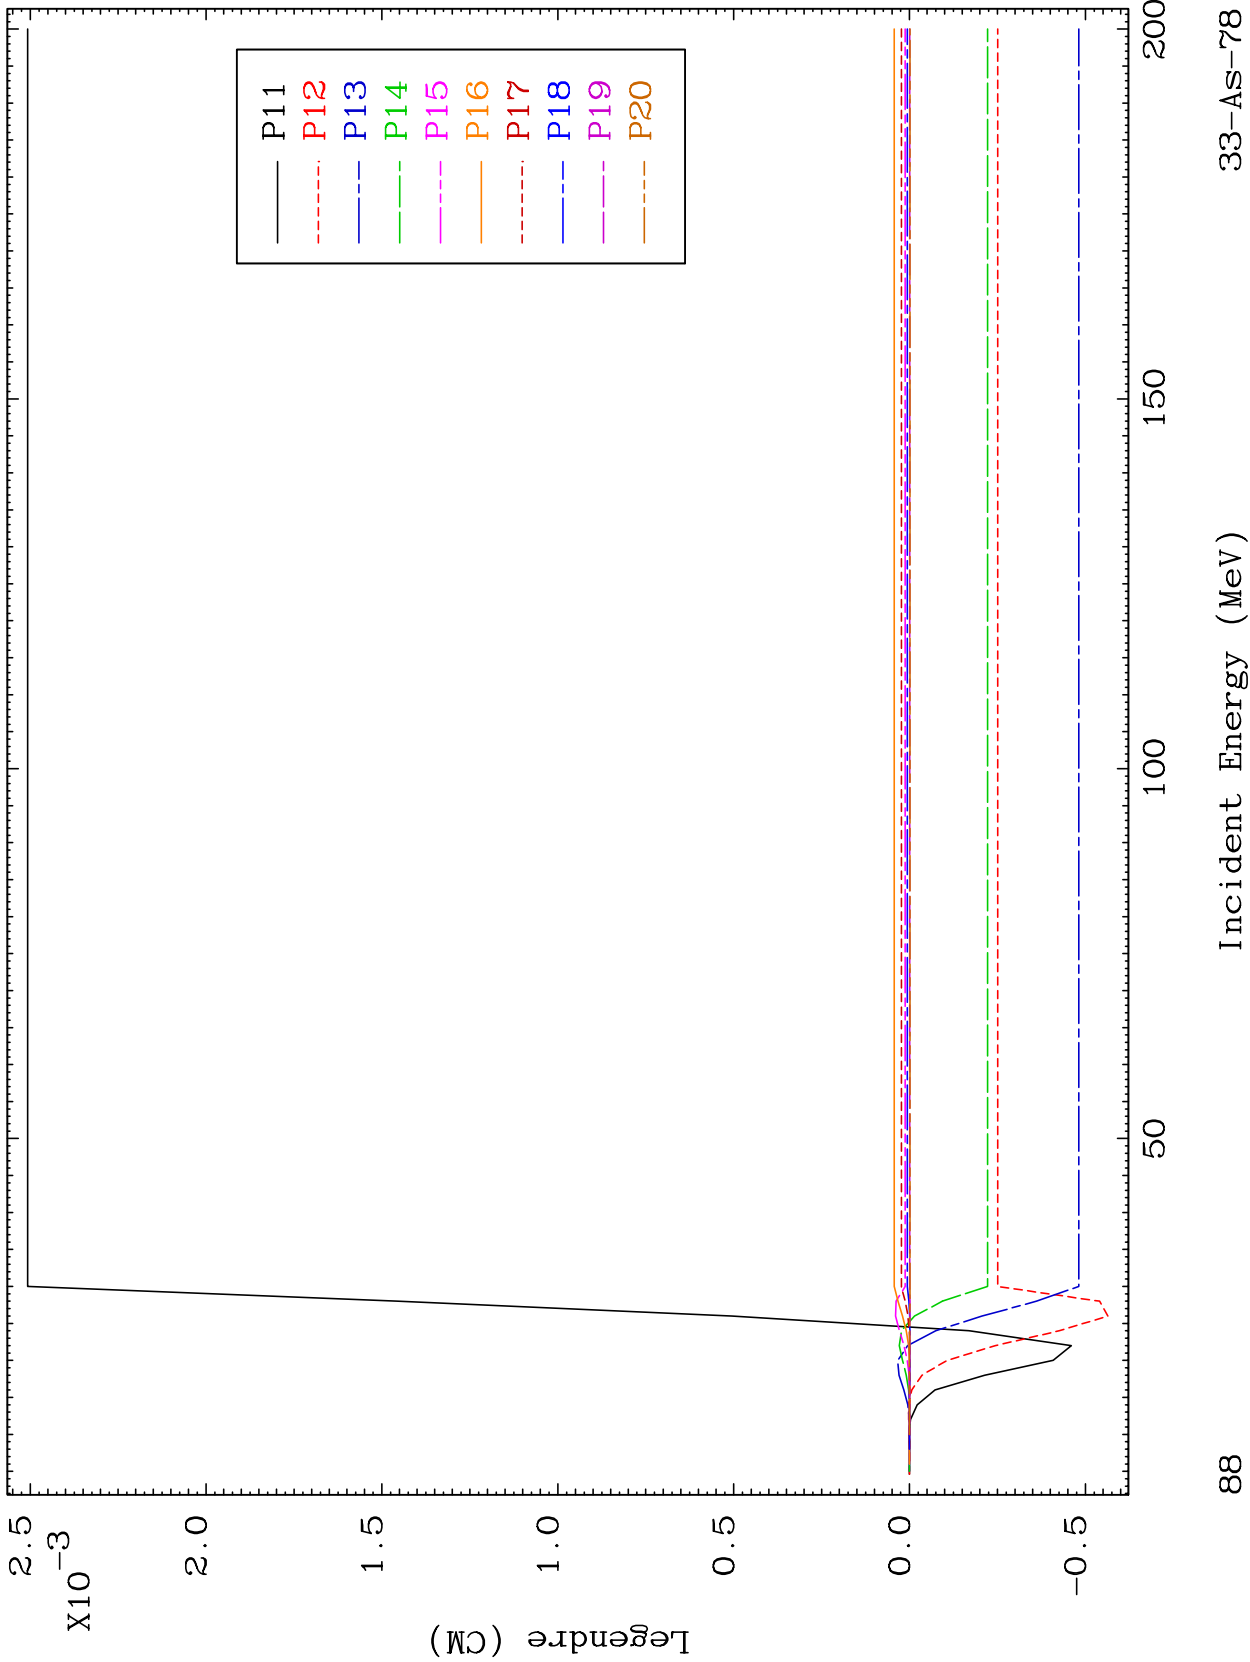 2.5
X10⁻³
2.0
1.5
1.0
0.5
0.0
-0.5
Legendre (CM)
P11
P12
P13
P14
P15
P16
P17
P18
P19
P20
50
100
150
200
Incident Energy (MeV)
88
33-As-78